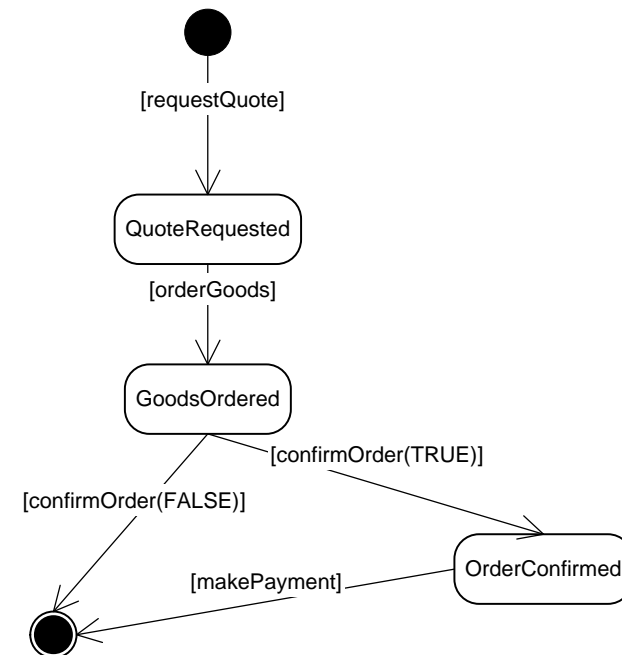 [requestQuote]
QuoteRequested
[orderGoods]
GoodsOrdered
[confirmOrder(TRUE)]
[confirmOrder(FALSE)]
OrderConfirmed
[makePayment]